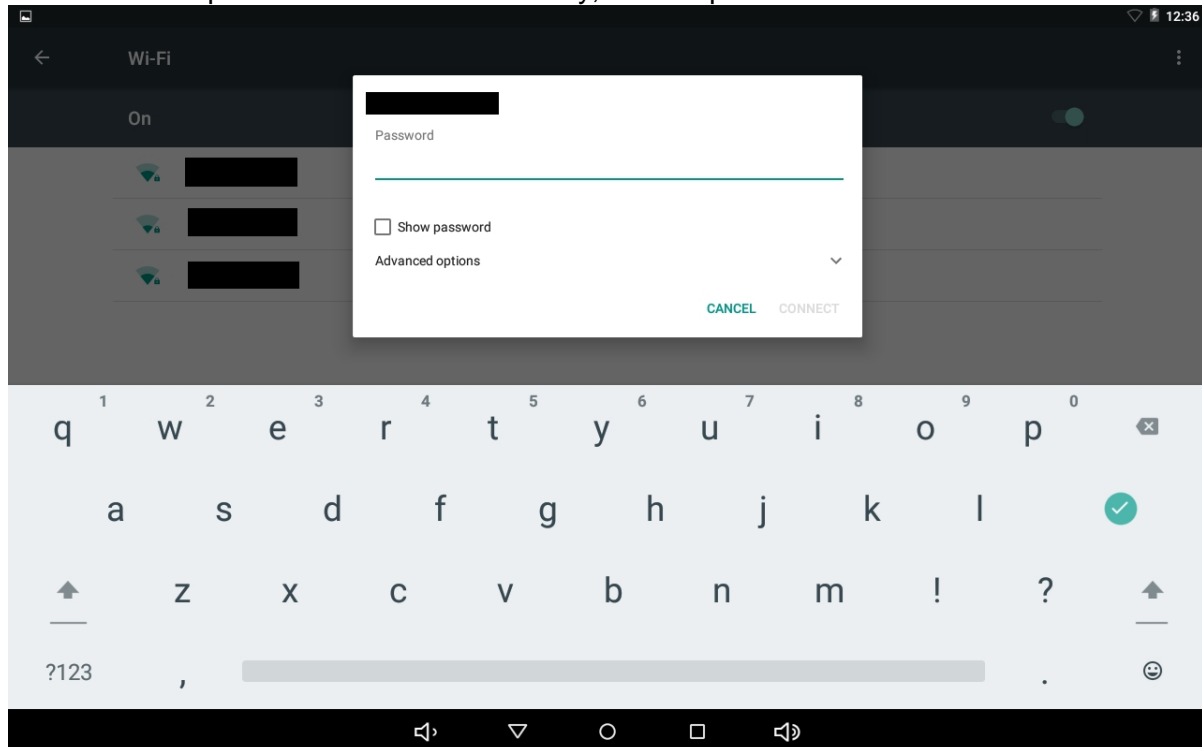 12:36
Wi-Fi
On
Password
Show password
Advanced options
CANCEL CONNECT
1 2 3 4 5 6 7 8 9 0
q w e r t y u i o p
a s d f g h j k l
z x c v b n m ! ?
?123 , .